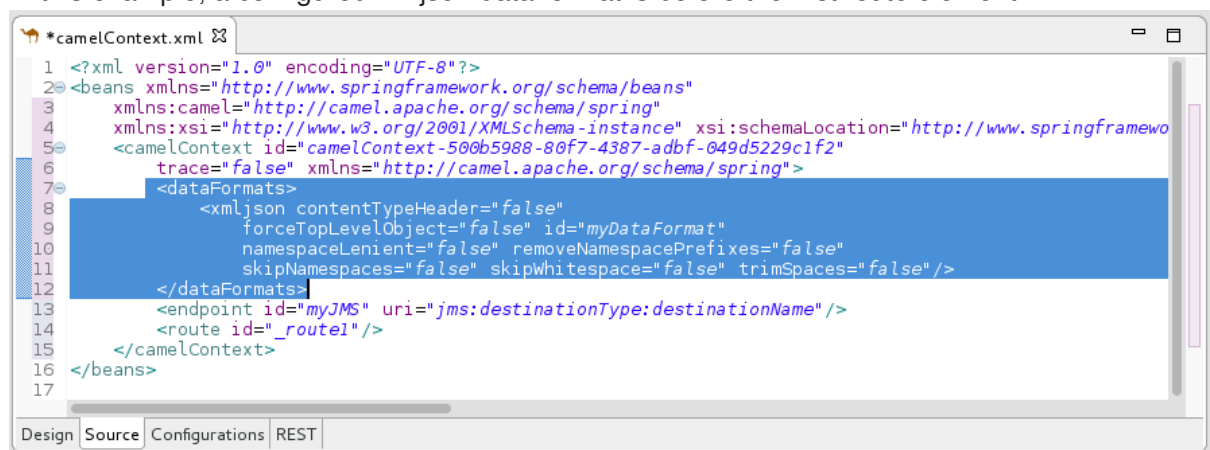 *camelContext.xml
1 <?xml version="1.0" encoding="UTF-8"?>
2 <beans xmlns="http://www.springframework.org/schema/beans"
3 xmlns:camel="http://camel.apache.org/schema/spring"
4 xmlns:xsi="http://www.w3.org/2001/XMLSchema-instance" xsi:schemaLocation="http://www.springframewo
5 <camelContext id="camelContext-500b5988-80f7-4387-adbf-049d5229c1f2"
6 trace="false" xmlns="http://camel.apache.org/schema/spring">
7 <dataFormats>
8 <xmljson contentTypeHeader="false"
9 forceTopLevelObject="false" id="myDataFormat"
10 namespaceLenient="false" removeNamespacePrefixes="false"
11 skipNamespaces="false" skipWhitespace="false" trimSpaces="false"/>
12 </dataFormats>
13 <endpoint id="myJMS" uri="jms:destinationType:destinationName"/>
14 <route id="_route1"/>
15 </camelContext>
16 </beans>
17
Design Source Configurations REST